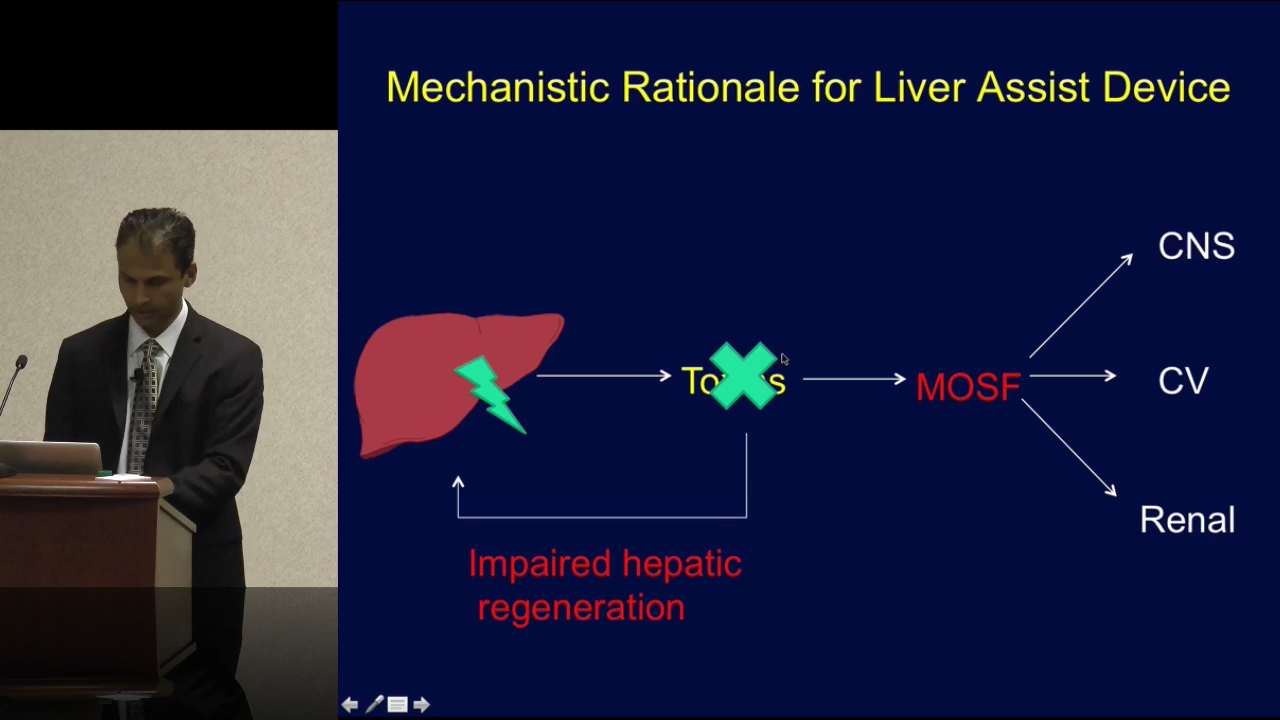 Mechanistic Rationale for Liver Assist Device
CNS
MOSF
CV
Renal
Impaired hepatic
regeneration